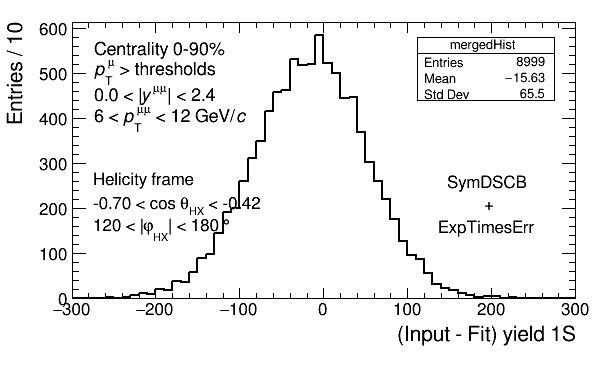 Entries / 10
600
500
400
300
200
100
0
Centrality 0-90%
p_T^μ > thresholds
0.0 < |y^μμ| < 2.4
6 < p_T^μμ < 12 GeV/c
Helicity frame
-0.70 < cos θ_HX < -0.42
120 < |φ_HX| < 180 °
mergedHist
Entries 8999
Mean −15.63
Std Dev 65.5
SymDSCB
+
ExpTimesErr
−300 −200 −100 0 100 200 300
(Input - Fit) yield 1S